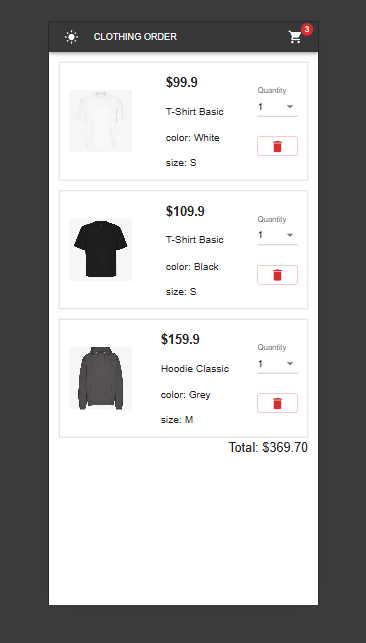 CLOTHING ORDER
3
$99.9
T-Shirt Basic
color: White
size: S
Quantity
1
$109.9
T-Shirt Basic
color: Black
size: S
Quantity
1
$159.9
Hoodie Classic
color: Grey
size: M
Quantity
1
Total: $369.70